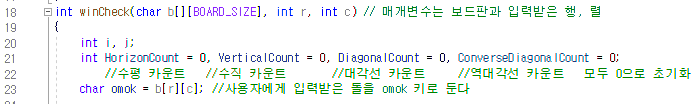 18 int winCheck(char b[][BOARD_SIZE], int r, int c) // 매개변수는 보드판과 입력받은 행, 렬
19 {
20 int i, j;
21 int HorizonCount = 0, VerticalCount = 0, DiagonalCount = 0, ConverseDiagonalCount = 0;
22 //수평 카운트 //수직 카운트 //대각선 카운트 //역대각선 카운트 모두 0으로 초기화
23 char omok = b[r][c]; //사용자에게 입력받은 돌을 omok 키로 둔다